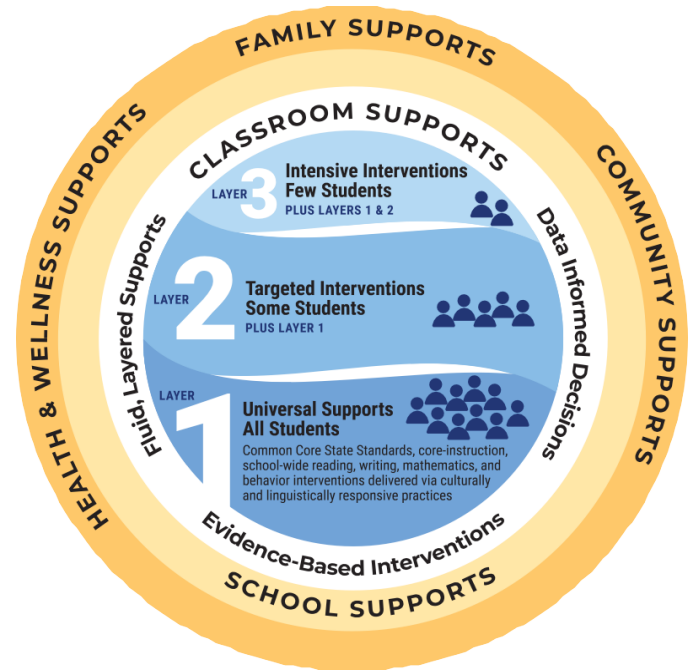 FAMILY SUPPORTS
HEALTH & WELLNESS SUPPORTS
COMMUNITY SUPPORTS
CLASSROOM SUPPORTS
Fluid, Layered Supports
Data Informed Decisions
LAYER 3
Intensive Interventions
Few Students
PLUS LAYERS 1 & 2
LAYER 2
Targeted Interventions
Some Students
PLUS LAYER 1
LAYER 1
Universal Supports
All Students
Common Core State Standards, core-instruction,
school-wide reading, writing, mathematics, and
behavior interventions delivered via culturally
and linguistically responsive practices
Evidence-Based Interventions
SCHOOL SUPPORTS